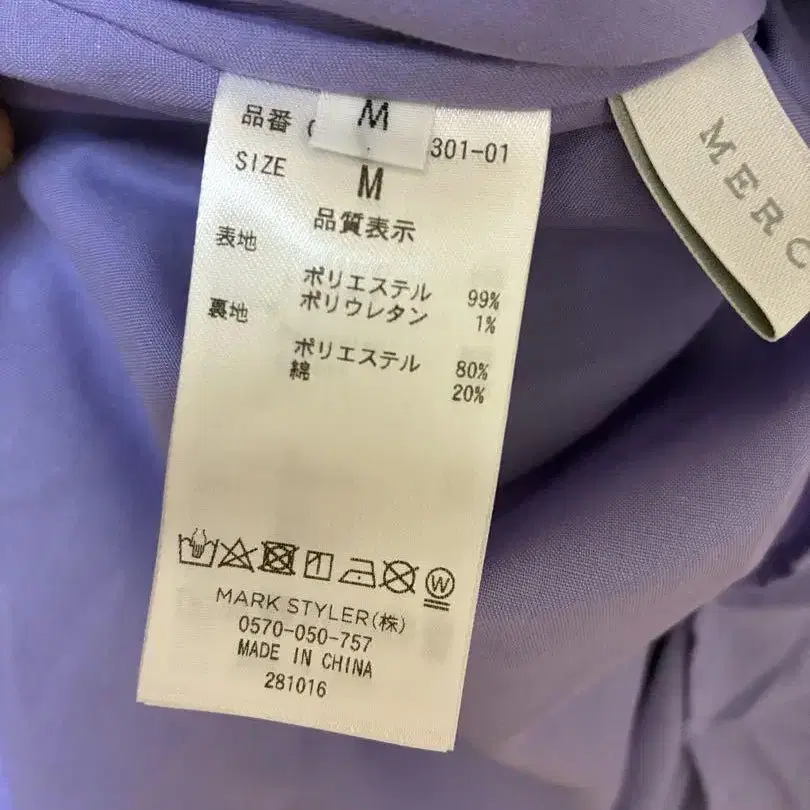 M
品番 ( 301-01
SIZE M
品質表示
表地
ポリエステル 99%
ポリウレタン 1%
裏地
ポリエステル 80%
綿 20%
W
MARK STYLER(株)
0570-050-757
MADE IN CHINA
281016
MERC